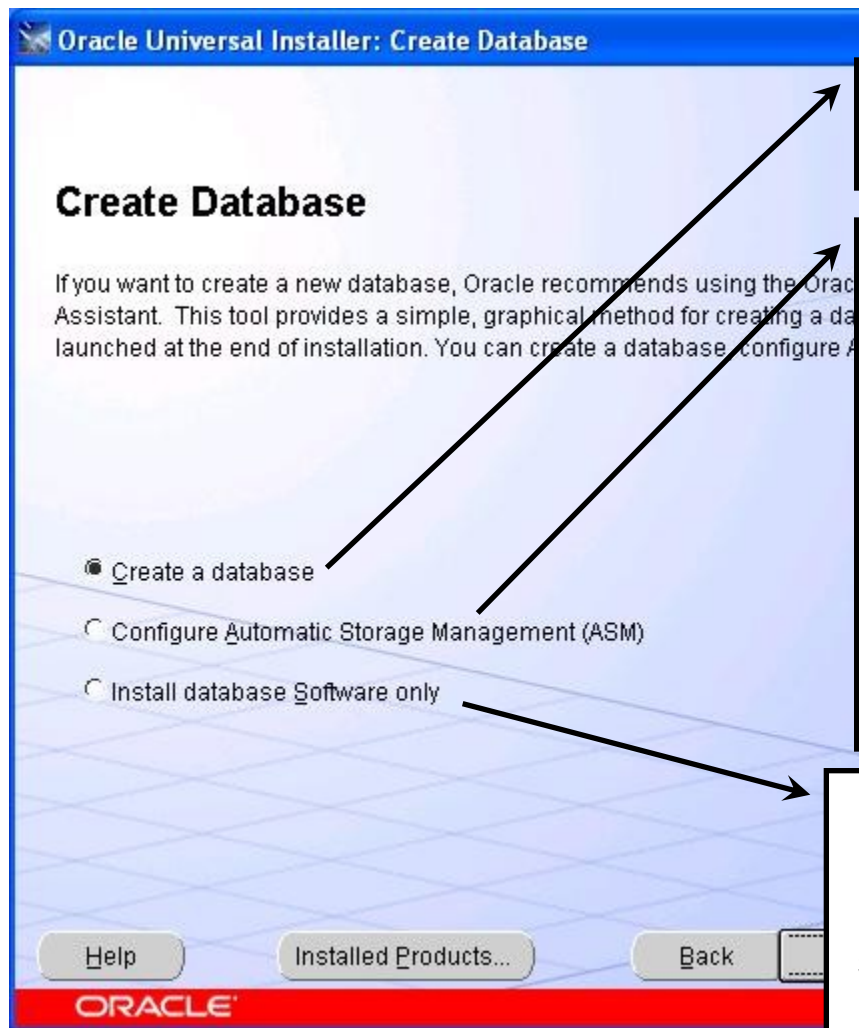 Oracle Universal Installer: Create Database
Create Database
If you want to create a new database, Oracle recommends using the Orac
Assistant. This tool provides a simple, graphical method for creating a da
launched at the end of installation. You can create a database, configure A
Create a database
Configure Automatic Storage Management (ASM)
Install database Software only
Help
Installed Products...
Back
ORACLE